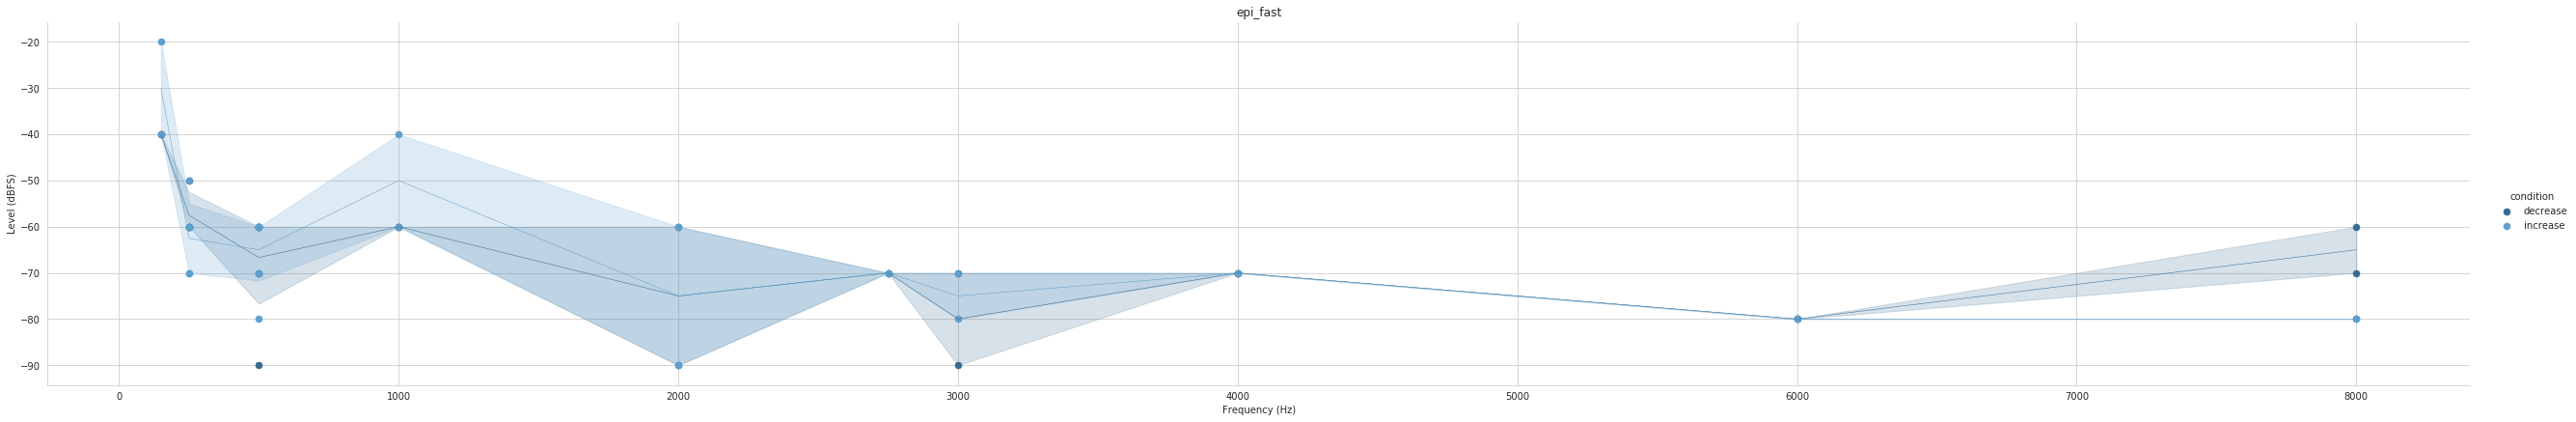 epi_fast
−20
−30
−40
−50
−60
−70
−80
−90
Level (dBFS)
0 1000 2000 3000 4000 5000 6000 7000 8000
Frequency (Hz)
condition
decrease
increase